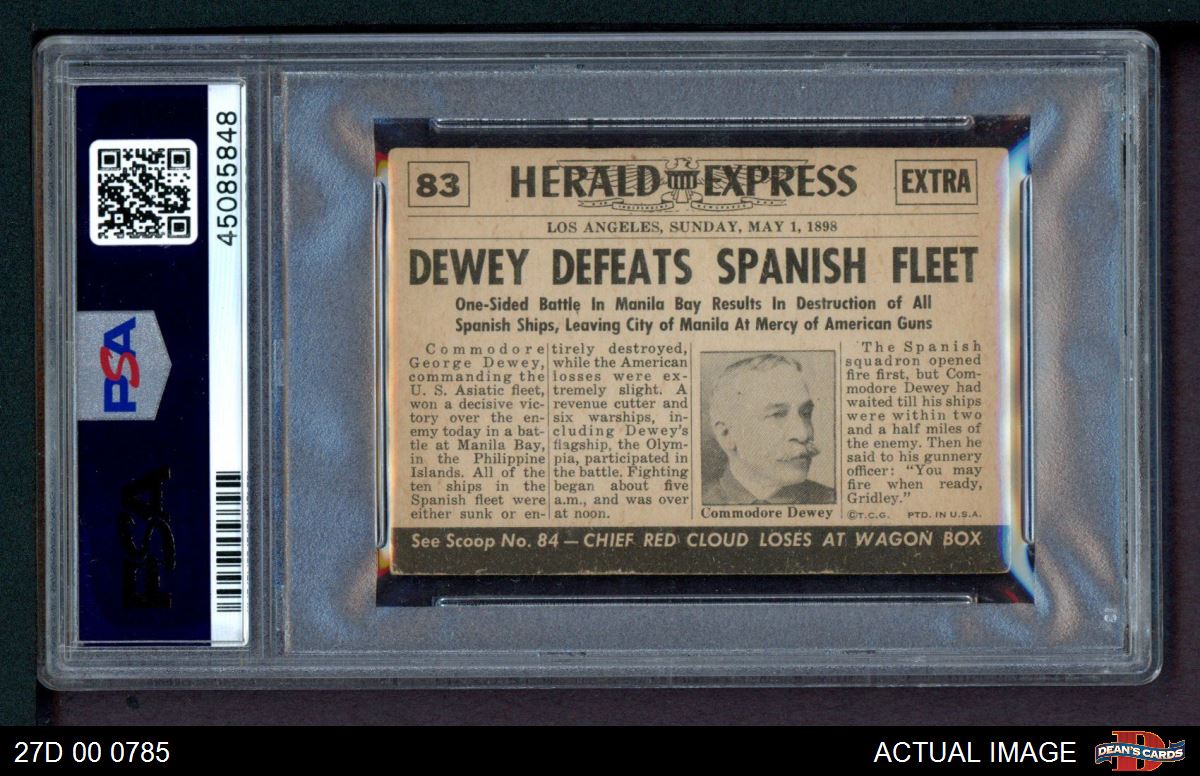 45085848
PSA
PSA
83
HERALD EXPRESS
INDEPENDENT
EXTRA
LOS ANGELES, SUNDAY, MAY 1, 1898
DEWEY DEFEATS SPANISH FLEET
One-Sided Battle In Manila Bay Results In Destruction of All
Spanish Ships, Leaving City of Manila At Mercy of American Guns
Commodore
George Dewey,
commanding the
U. S. Asiatic fleet,
won a decisive vic-
tory over the en-
emy today in a bat-
tle at Manila Bay,
in the Philippine
Islands. All of the
ten ships in the
Spanish fleet were
either sunk or en-
tirely destroyed,
while the American
losses were ex-
tremely slight. A
revenue cutter and
six warships, in-
cluding Dewey's
flagship, the Olym-
pia, participated in
the battle. Fighting
began about five
a.m., and was over
at noon.
Commodore Dewey
The Spanish
squadron opened
fire first, but Com-
modore Dewey had
waited till his ships
were within two
and a half miles of
the enemy. Then he
said to his gunnery
officer: "You may
fire when ready,
Gridley."
©T.C.G. PTD. IN U.S.A.
See Scoop No. 84 — CHIEF RED CLOUD LOSES AT WAGON BOX
27D 00 0785
ACTUAL IMAGE
DEAN'S CARDS